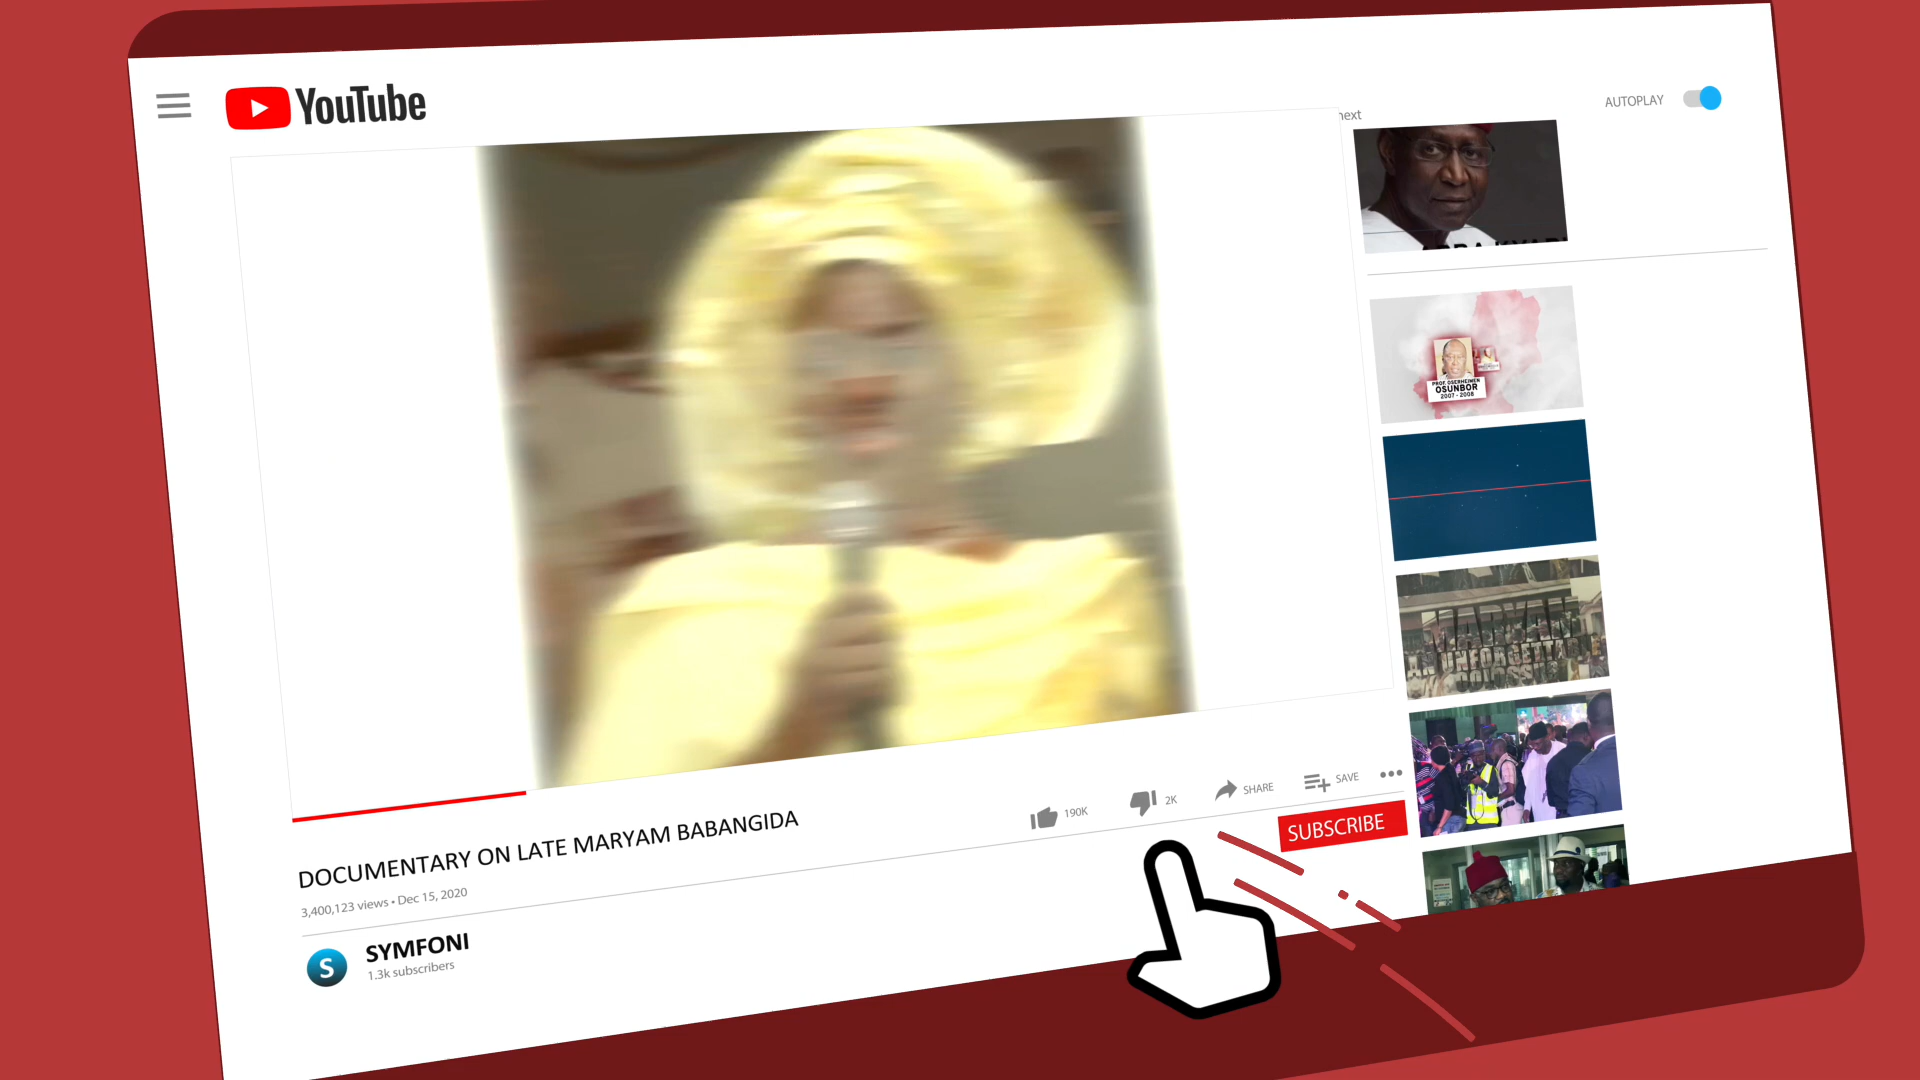 YouTube
next
AUTOPLAY
PROF. OSERHEIMEN
OSUNBOR
2007 - 2008
UNFORGETTABLE
190K
2K
SHARE
SAVE
SUBSCRIBE
DOCUMENTARY ON LATE MARYAM BABANGIDA
3,400,123 views • Dec 15, 2020
S
SYMFONI
1.3k subscribers